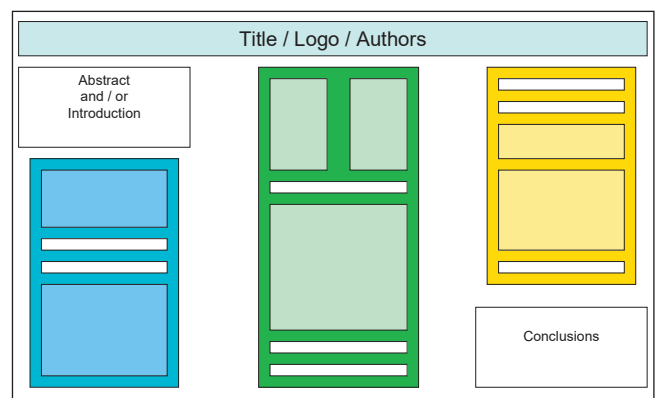 Title / Logo / Authors
Abstract
and / or
Introduction
Conclusions